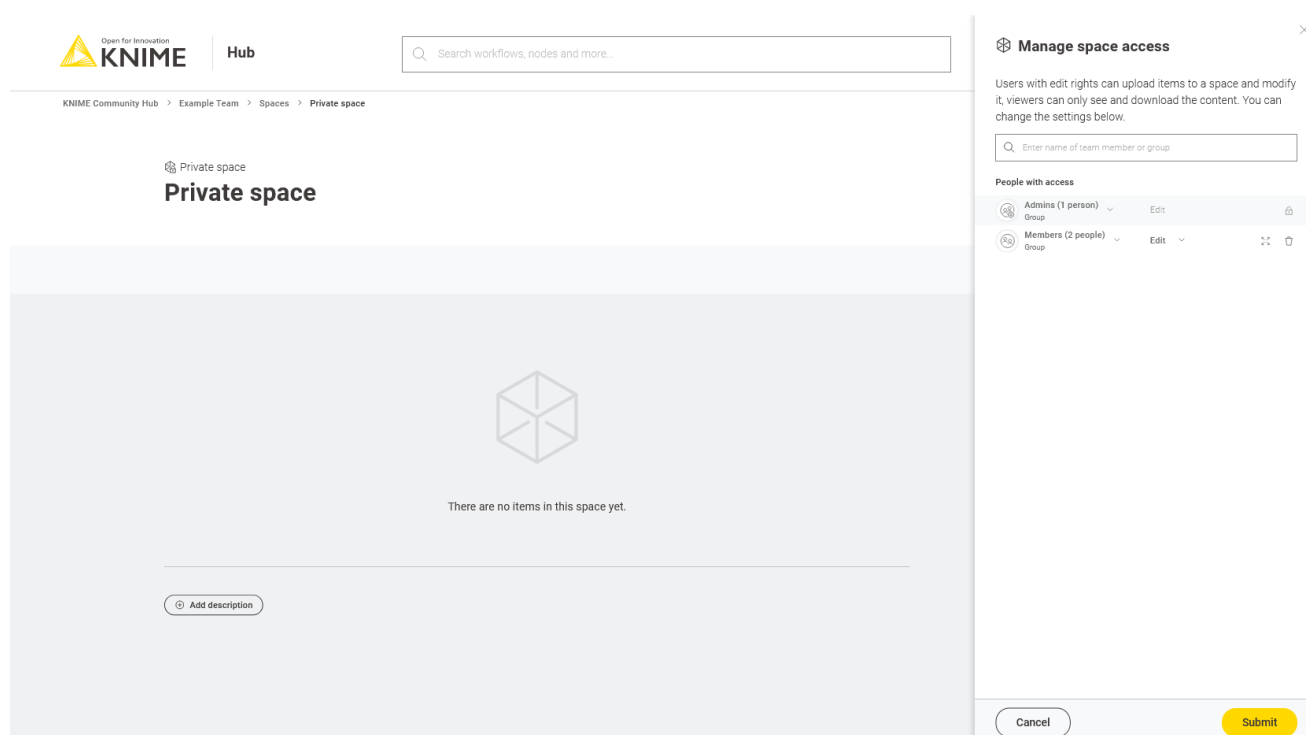 Open for Innovation
KNIME
Hub
Search workflows, nodes and more...
KNIME Community Hub > Example Team > Spaces > Private space
Private space
Private space
There are no items in this space yet.
Add description
Manage space access
Users with edit rights can upload items to a space and modify
it, viewers can only see and download the content. You can
change the settings below.
Enter name of team member or group
People with access
Admins (1 person)
Group
Edit
Members (2 people)
Group
Edit
Cancel
Submit